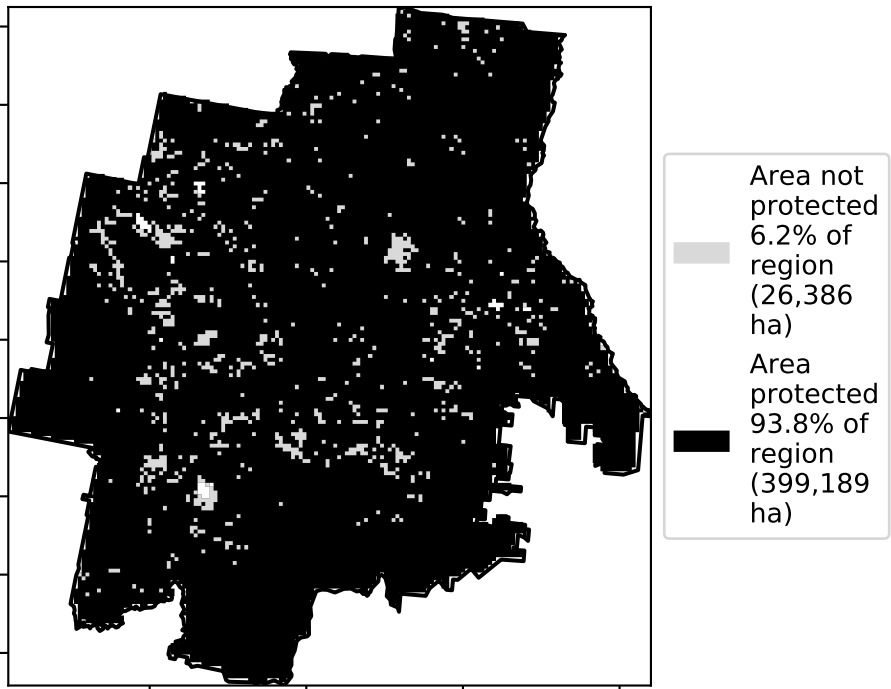 Area not
protected
6.2% of
region
(26,386
ha)
Area
protected
93.8% of
region
(399,189
ha)